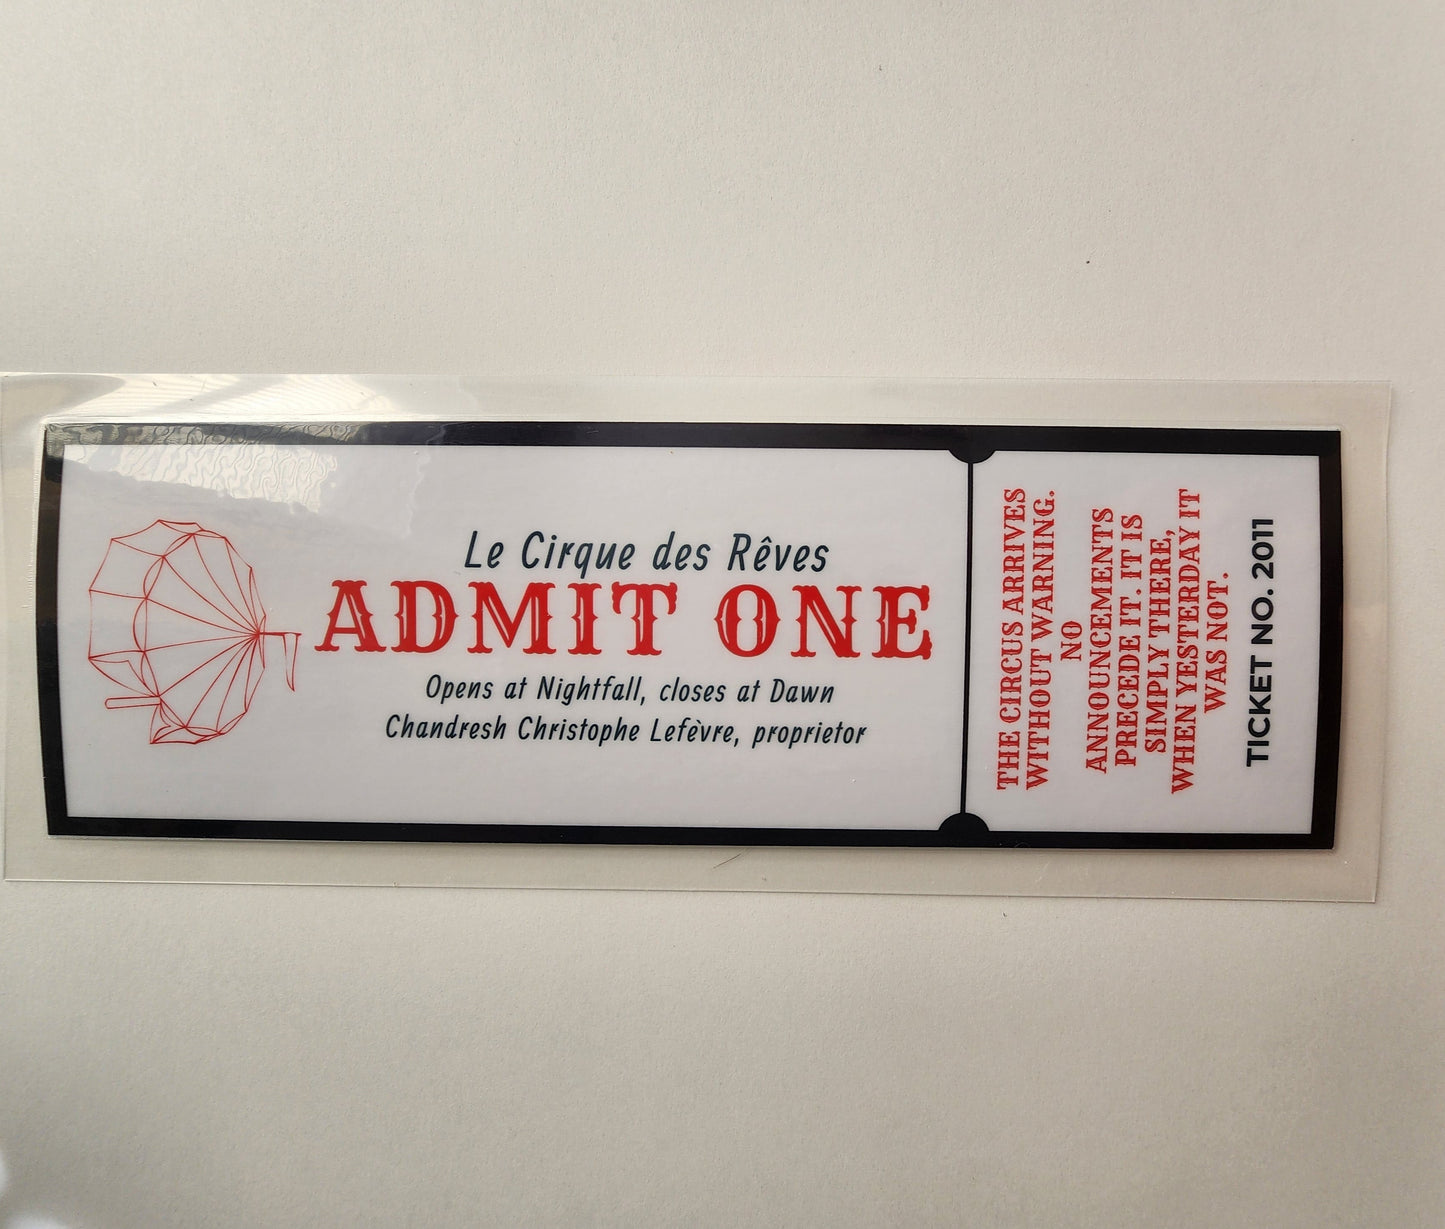 Le Cirque des Rêves
ADMIT ONE
Opens at Nightfall, closes at Dawn
Chandresh Christophe Lefèvre, proprietor
THE CIRCUS ARRIVES
WITHOUT WARNING.
NO
ANNOUNCEMENTS
PRECEDE IT. IT IS
SIMPLY THERE,
WHEN YESTERDAY IT
WAS NOT.
TICKET NO. 2011